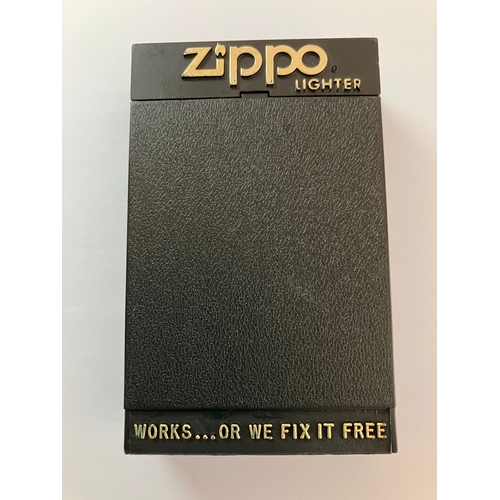 Zippo
LIGHTER
WORKS...OR WE FIX IT FREE